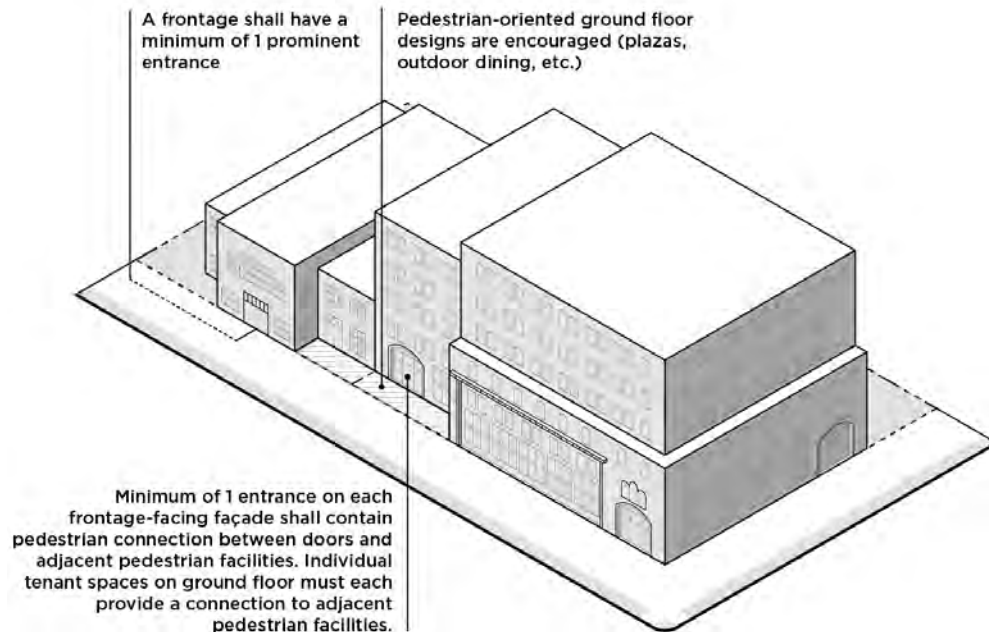 A frontage shall have a
minimum of 1 prominent
entrance
Pedestrian-oriented ground floor
designs are encouraged (plazas,
outdoor dining, etc.)
Minimum of 1 entrance on each
frontage-facing façade shall contain
pedestrian connection between doors and
adjacent pedestrian facilities. Individual
tenant spaces on ground floor must each
provide a connection to adjacent
pedestrian facilities.